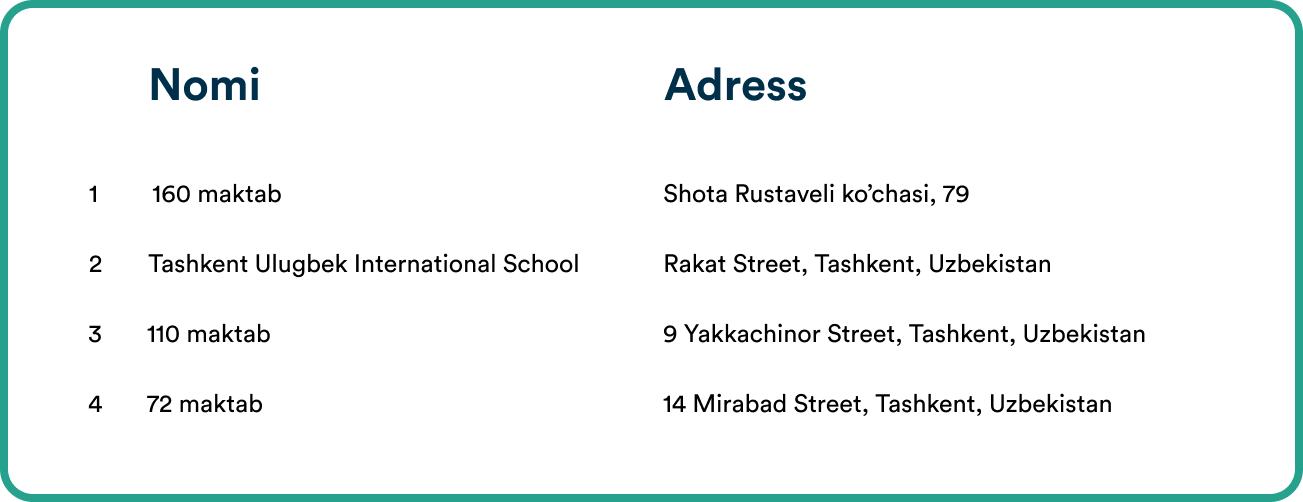 Nomi Adress
1 160 maktab Shota Rustaveli ko’chasi, 79
2 Tashkent Ulugbek International School Rakat Street, Tashkent, Uzbekistan
3 110 maktab 9 Yakkachinor Street, Tashkent, Uzbekistan
4 72 maktab 14 Mirabad Street, Tashkent, Uzbekistan